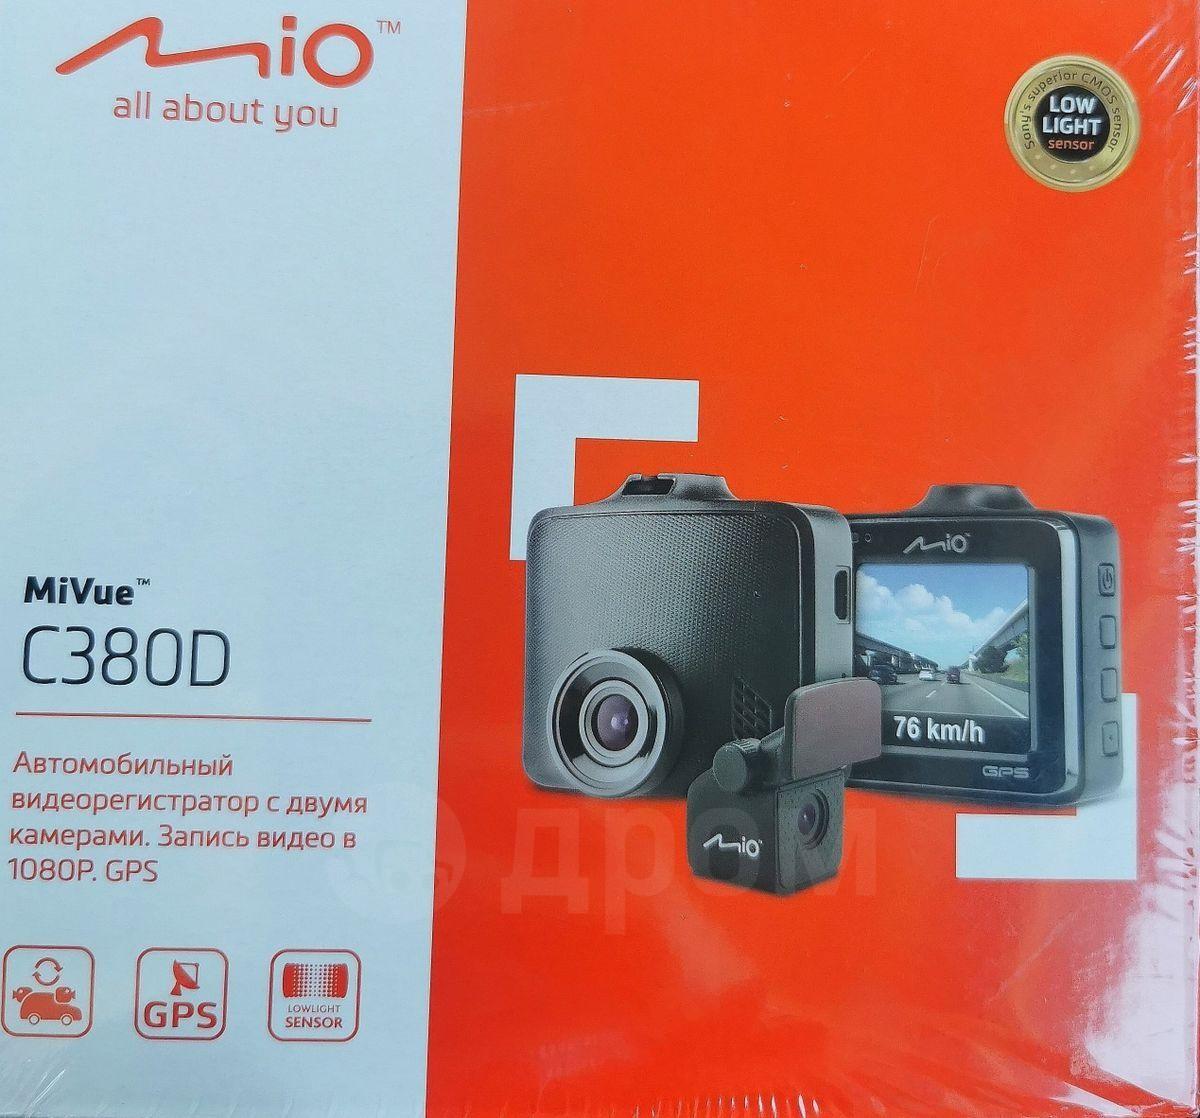 MiO™
all about you
Sony's superior CMOS sensor
LOW
LIGHT
sensor
MiVue™
C380D
Автомобильный
видеорегистратор с двумя
камерами. Запись видео в
1080P. GPS
GPS
LOWLIGHT
SENSOR
MiO™
76 km/h
GPS
MiO
дром